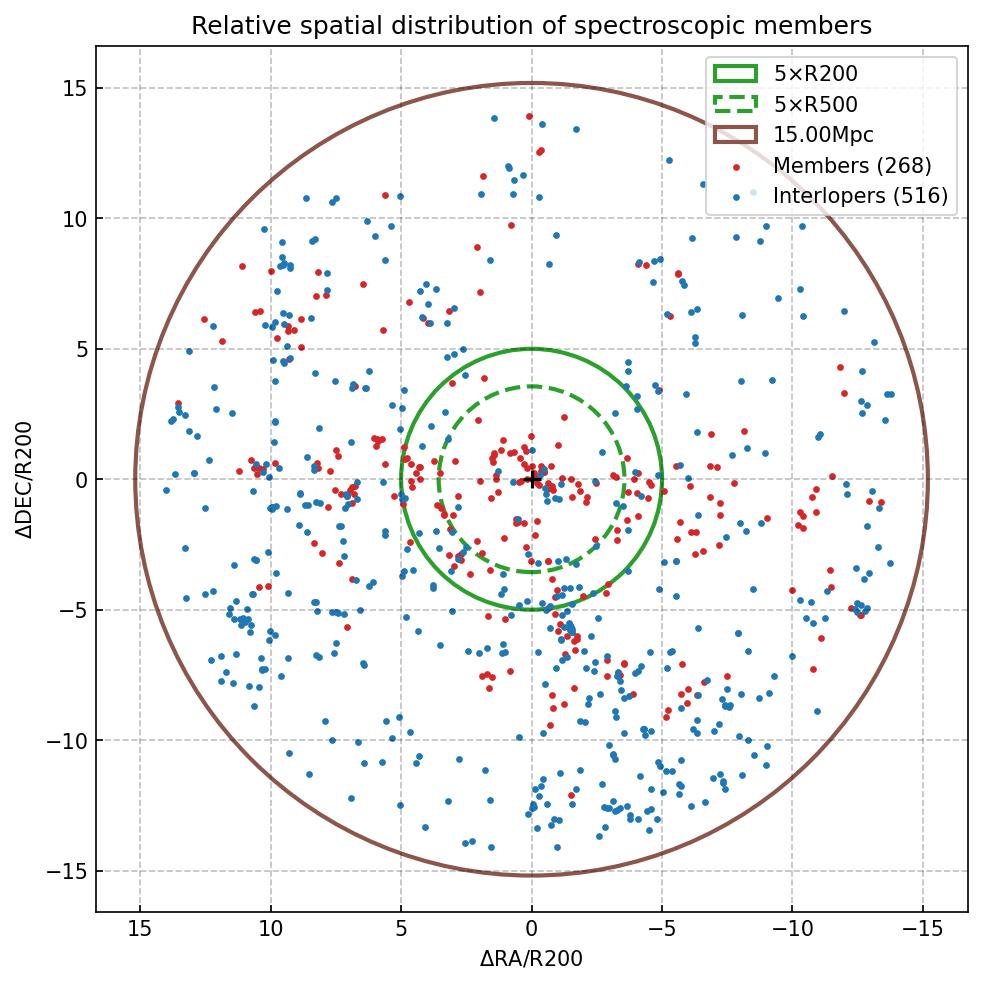 Relative spatial distribution of spectroscopic members
5×R200
5×R500
15.00Mpc
Members (268)
Interlopers (516)
15
10
5
0
−5
−10
−15
ΔDEC/R200
15
10
5
0
−5
−10
−15
ΔRA/R200